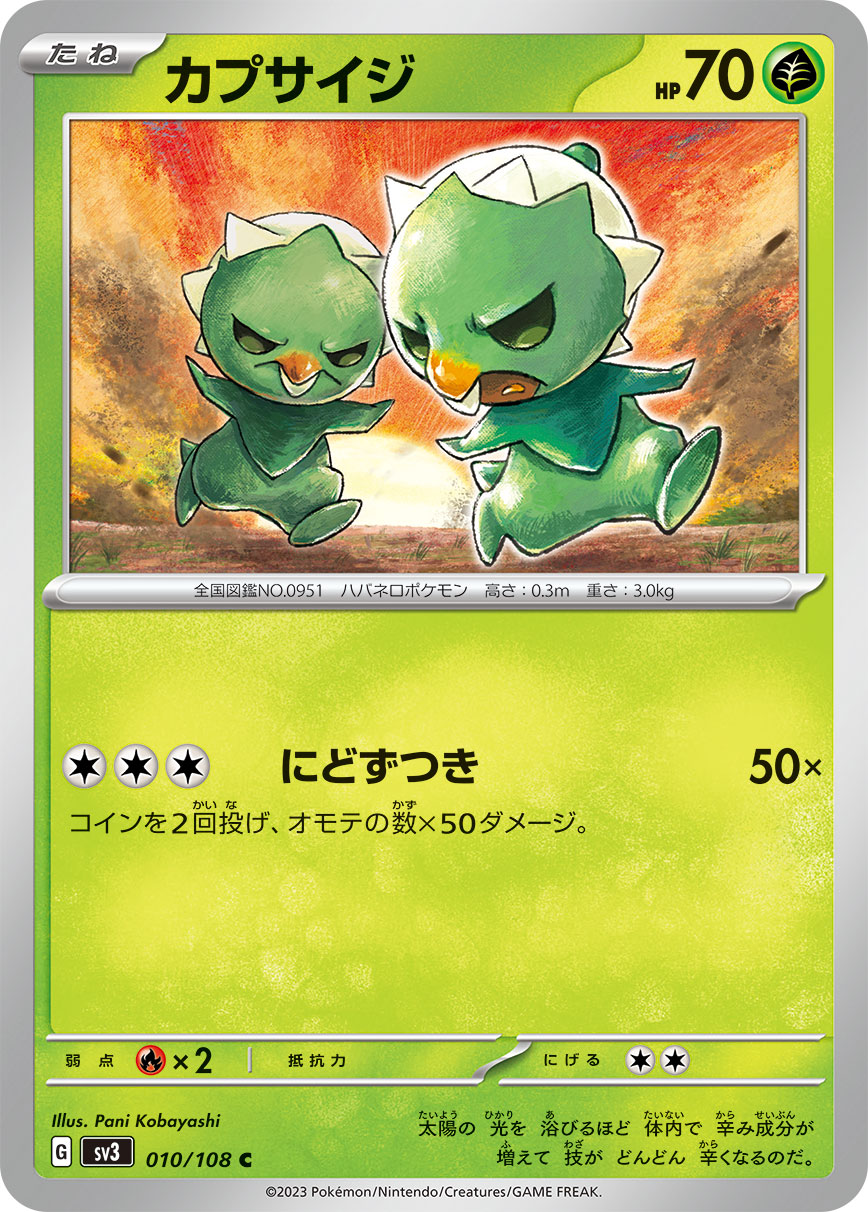 たね
カプサイジ
HP70
全国図鑑NO.0951 ハバネロポケモン 高さ:0.3m 重さ:3.0kg
にどずつき 50×
コインを2回投げ、オモテの数×50ダメージ。
弱点 ×2 抵抗力 にげる
Illus. Pani Kobayashi
太陽の 光を 浴びるほど 体内で 辛み成分が
増えて 技が どんどん 辛くなるのだ。
G sv3 010/108 C
©2023 Pokémon/Nintendo/Creatures/GAME FREAK.